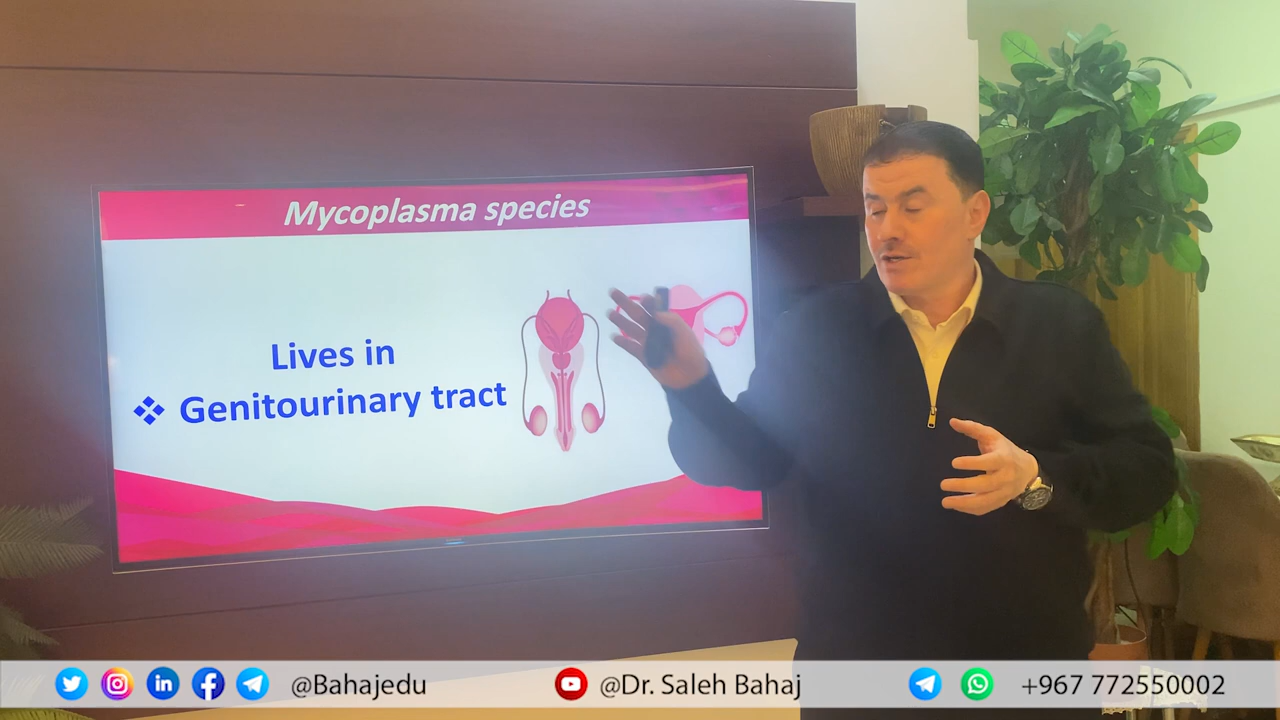 Mycoplasma species
Lives in
❖ Genitourinary tract
@Bahajedu
@Dr. Saleh Bahaj
+967 772550002